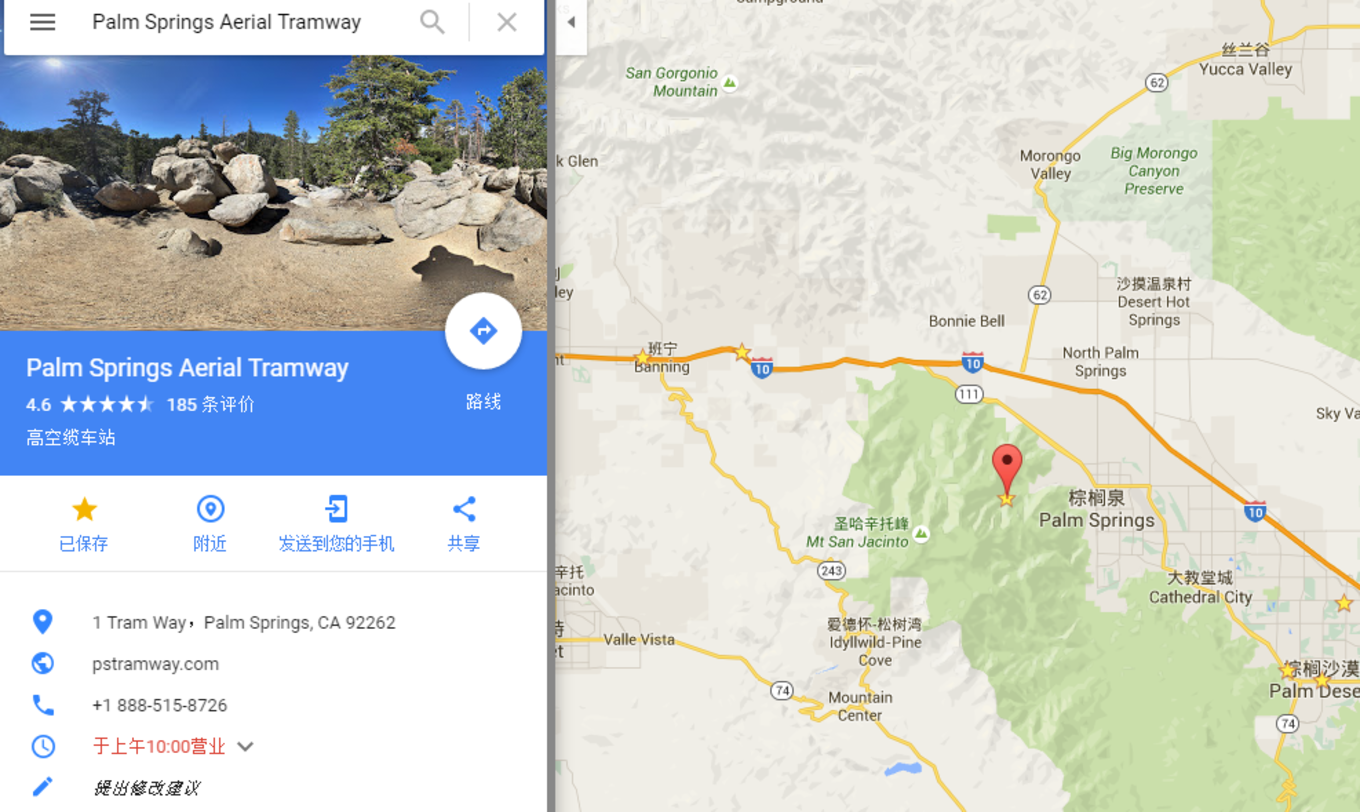 Palm Springs Aerial Tramway
Palm Springs Aerial Tramway
4.6
185 条评价
高空缆车站
路线
已保存
附近
发送到您的手机
共享
1 Tram Way，Palm Springs, CA 92262
pstramway.com
+1 888-515-8726
于上午10:00营业
提出修改建议
San Gorgonio
Mountain
丝兰谷
Yucca Valley
62
k Glen
Morongo
Valley
Big Morongo
Canyon
Preserve
ley
62
沙漠温泉村
Desert Hot
Springs
Bonnie Bell
班宁
Banning
10
10
North Palm
Springs
111
Sky Va
棕榈泉
Palm Springs
10
圣哈辛托峰
Mt San Jacinto
243
辛托
acinto
大教堂城
Cathedral City
爱德怀-松树湾
Idyllwild-Pine
Cove
Valle Vista
74
Mountain
Center
棕榈沙漠
Palm Dese
74